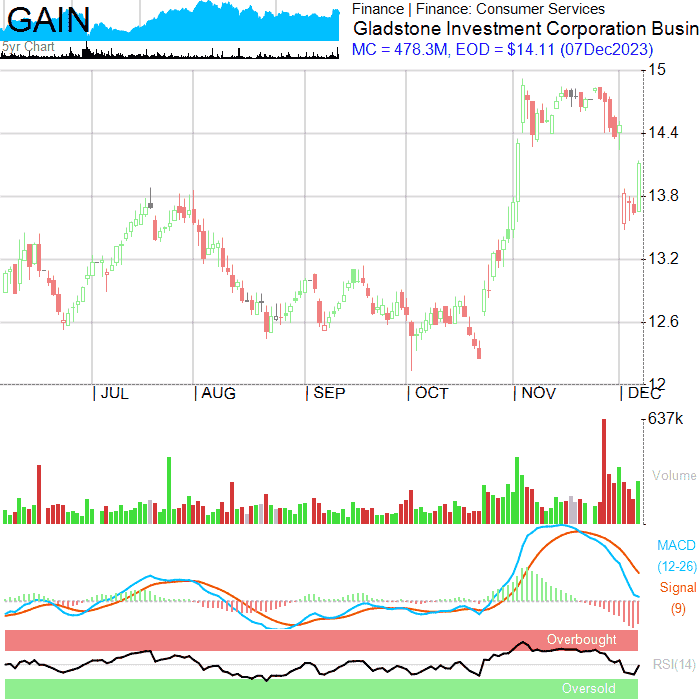 GAIN
5yr Chart
Finance | Finance: Consumer Services
Gladstone Investment Corporation Busin
MC = 478.3M, EOD = $14.11 (07Dec2023)
15
14.4
13.8
13.2
12.6
12
JUL AUG SEP OCT NOV DEC
637k
Volume
MACD
(12-26)
Signal
(9)
Overbought
RSI(14)
Oversold